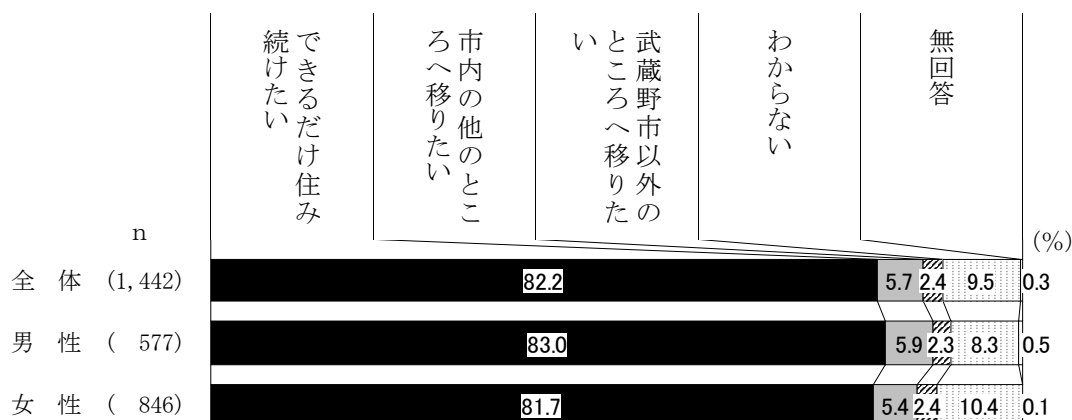 できるだけ住み
続けたい
市内の他のとこ
ろへ移りたい
武蔵野市以外の
ところへ移りた
い
わからない
無回答
n
(%)
全 体 (1,442) 82.2 5.7 2.4 9.5 0.3
男 性 ( 577) 83.0 5.9 2.3 8.3 0.5
女 性 ( 846) 81.7 5.4 2.4 10.4 0.1